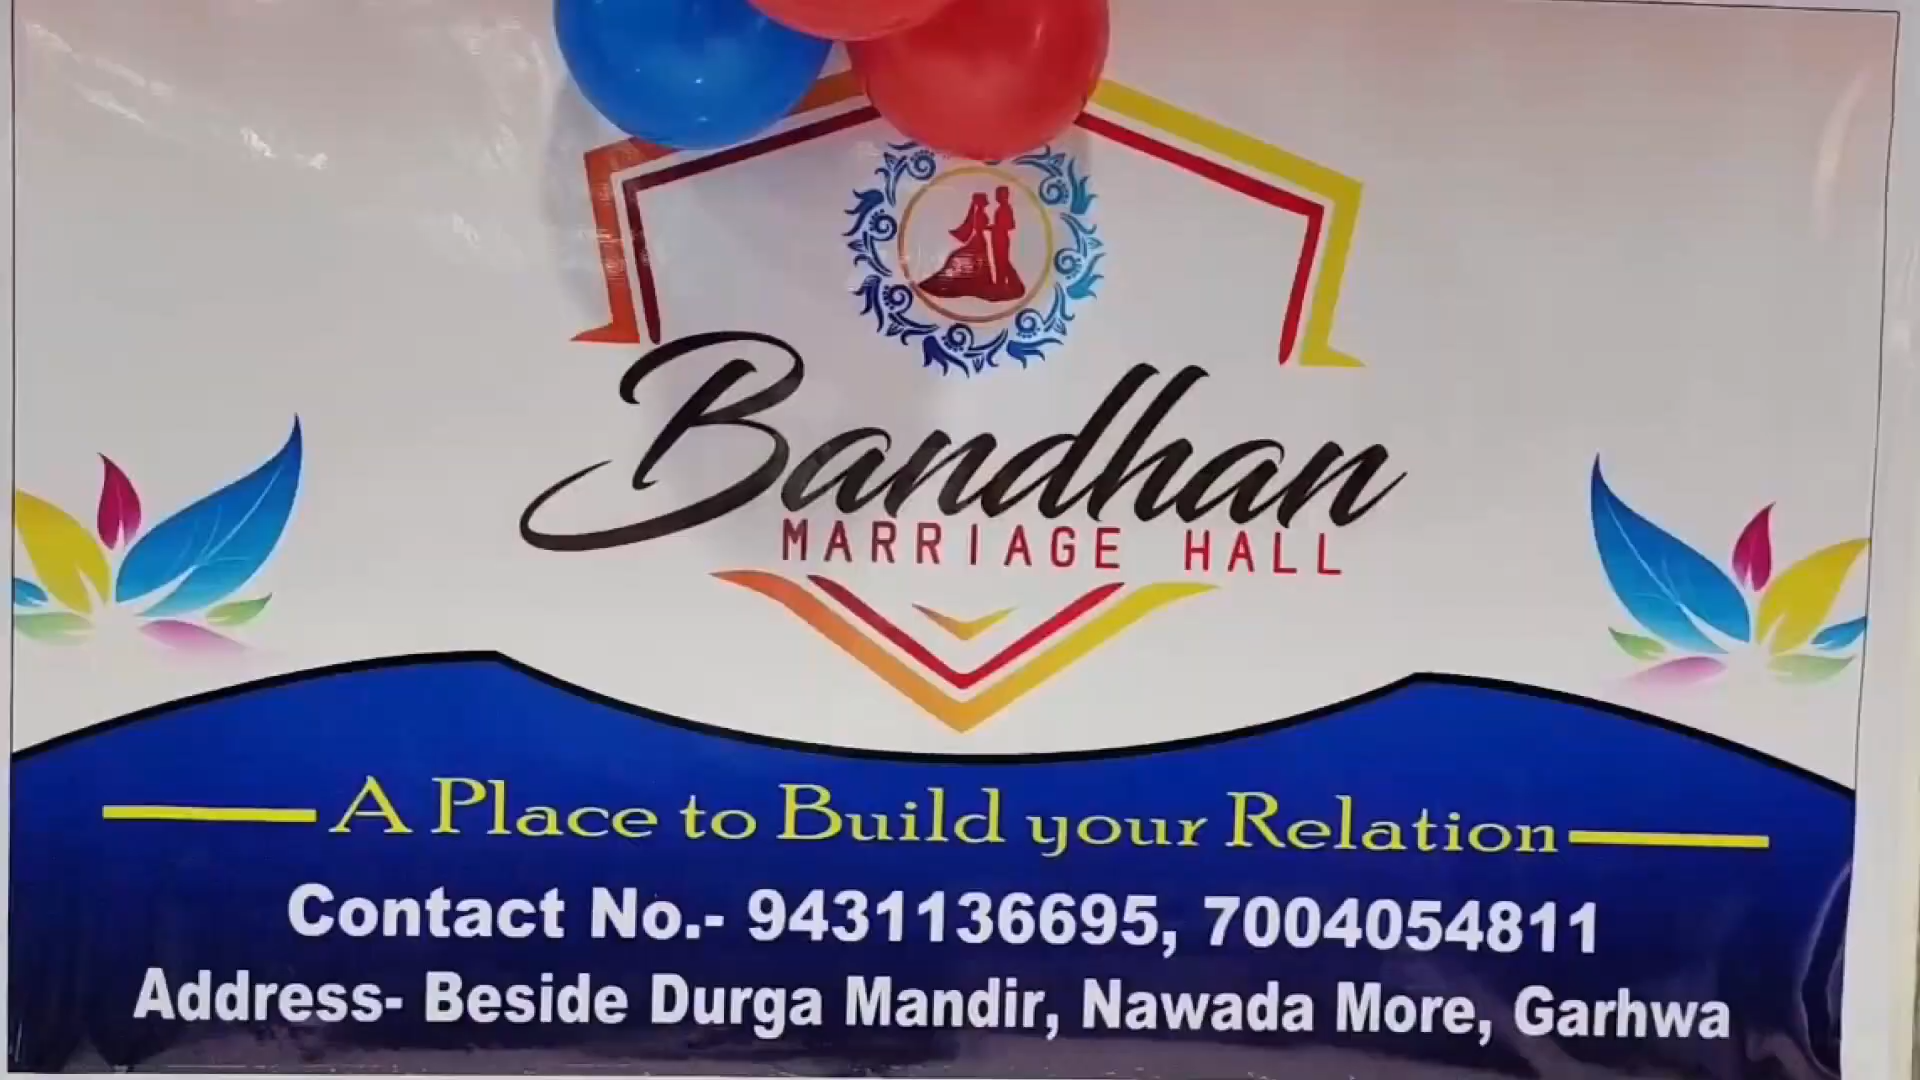 Bandhan
MARRIAGE HALL
A Place to Build your Relation
Contact No.- 9431136695, 7004054811
Address- Beside Durga Mandir, Nawada More, Garhwa